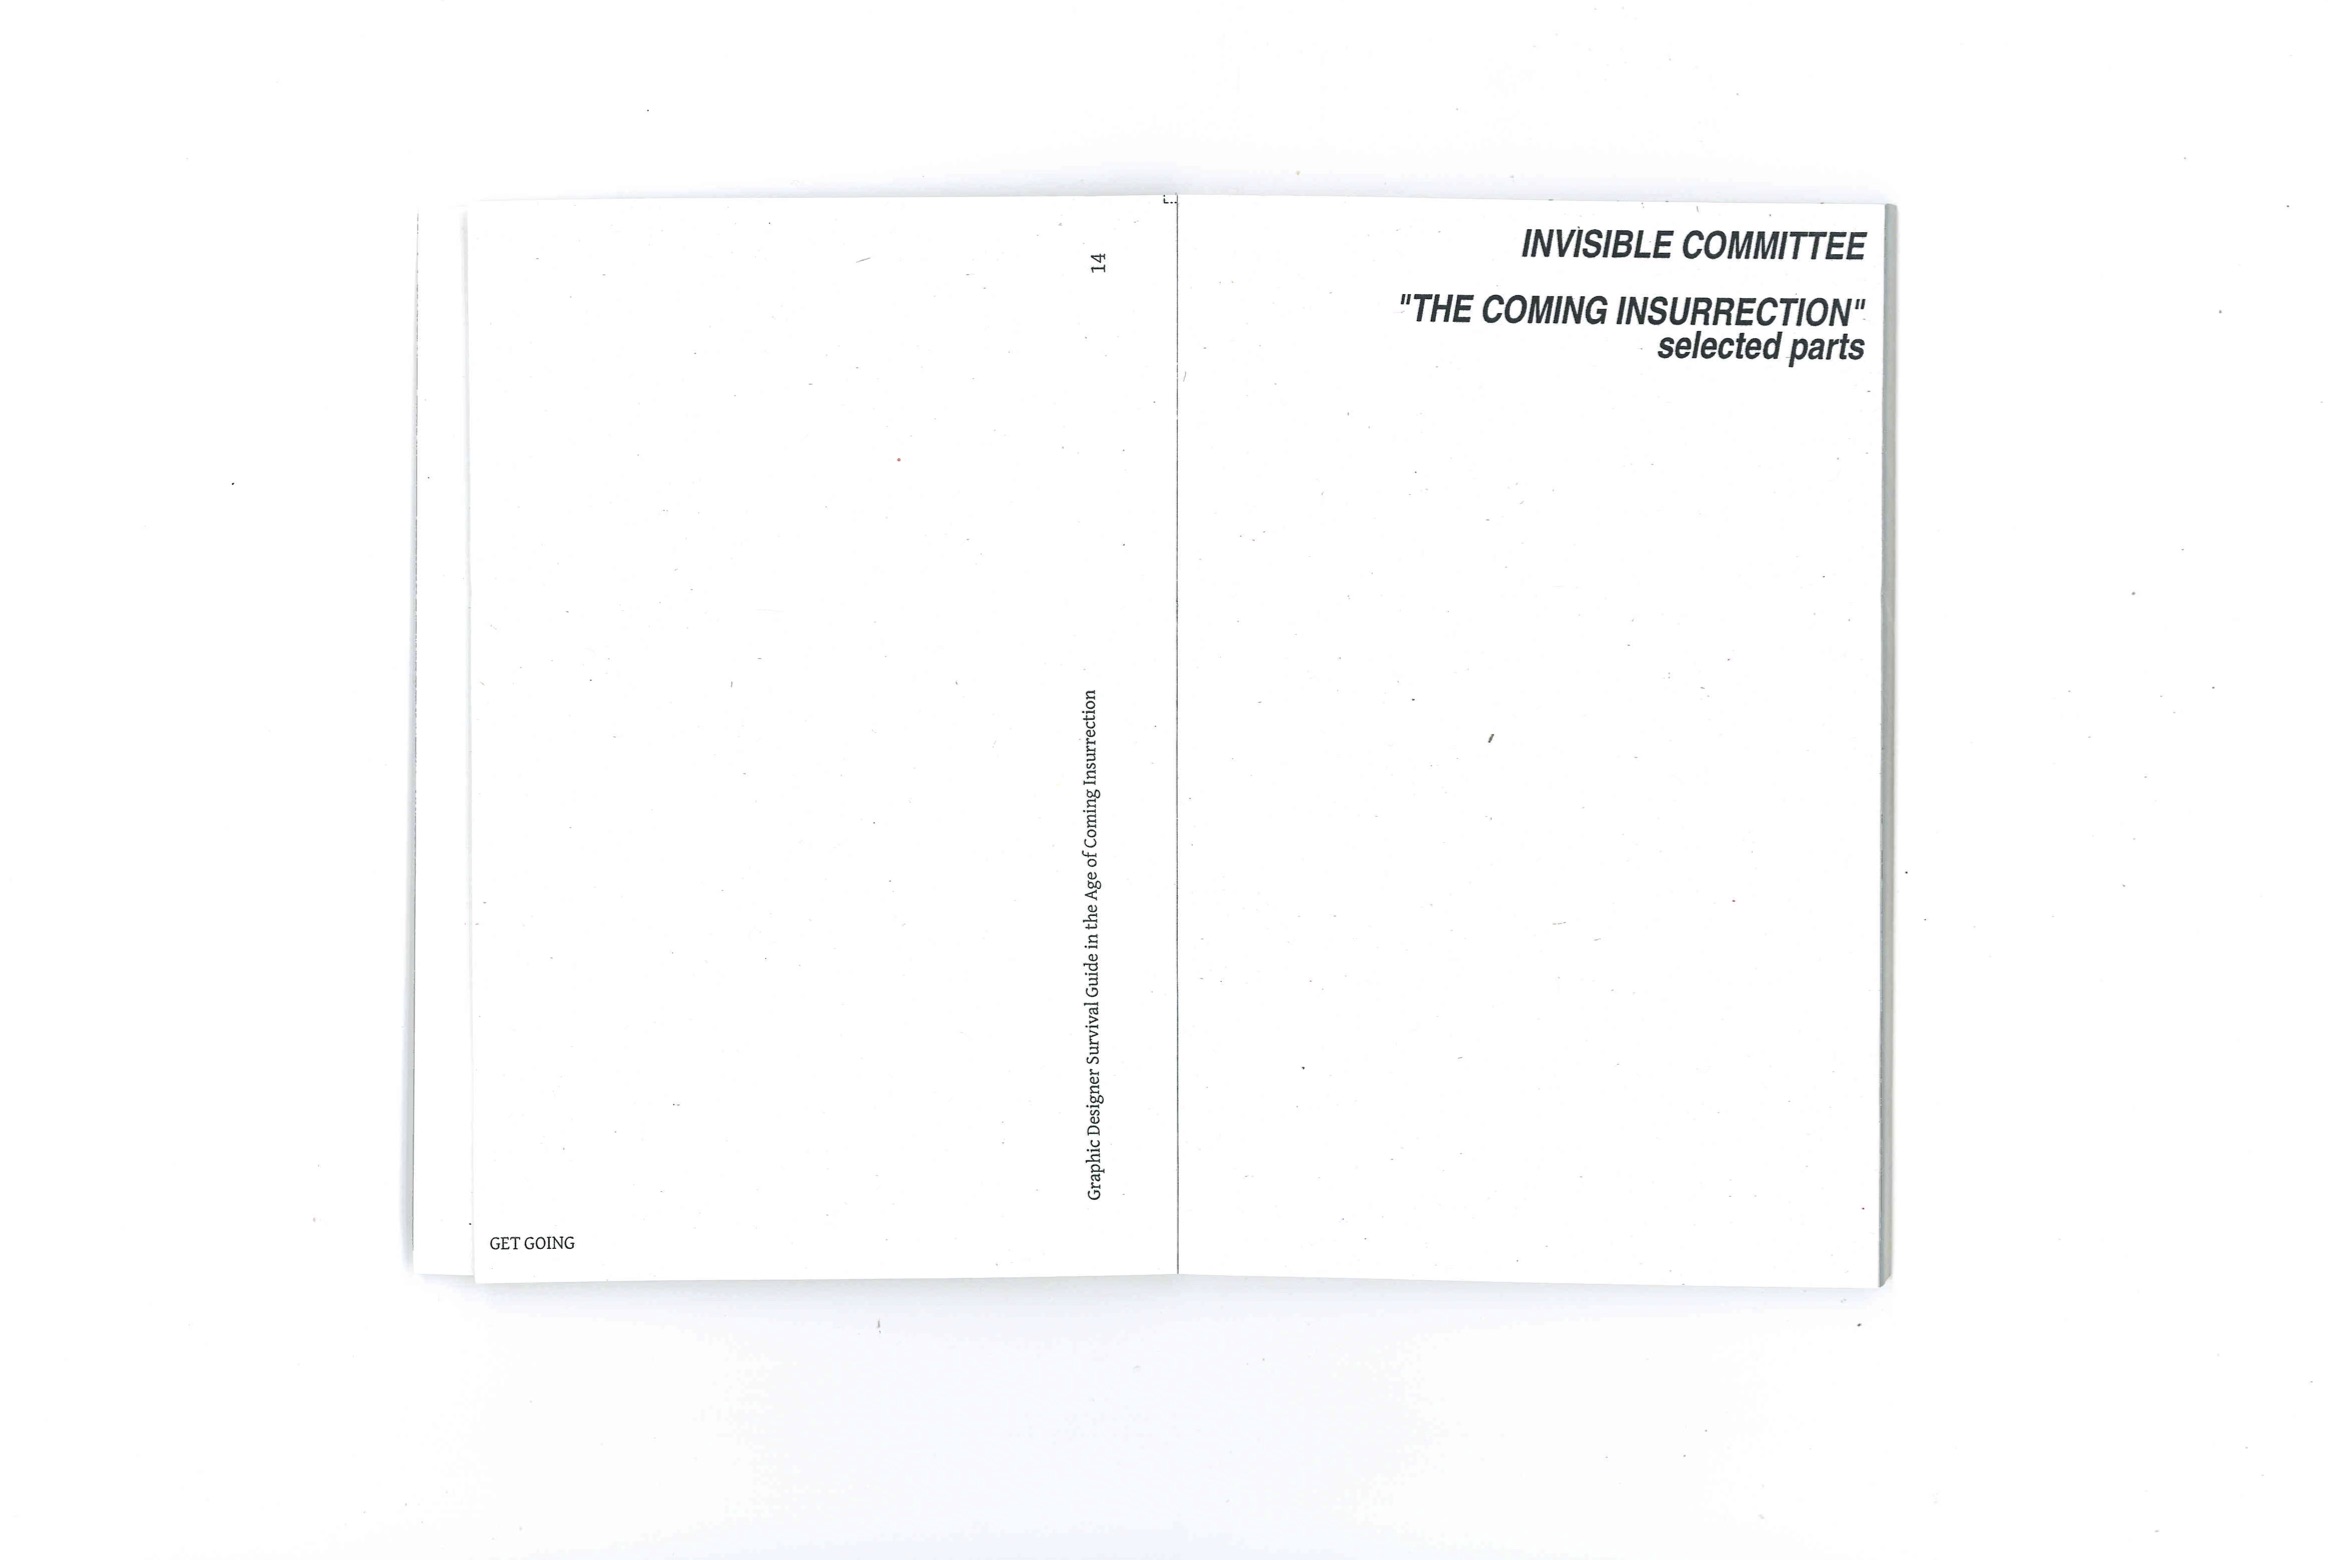 14
Graphic Designer Survival Guide in the Age of Coming Insurrection
GET GOING
INVISIBLE COMMITTEE
"THE COMING INSURRECTION"
selected parts